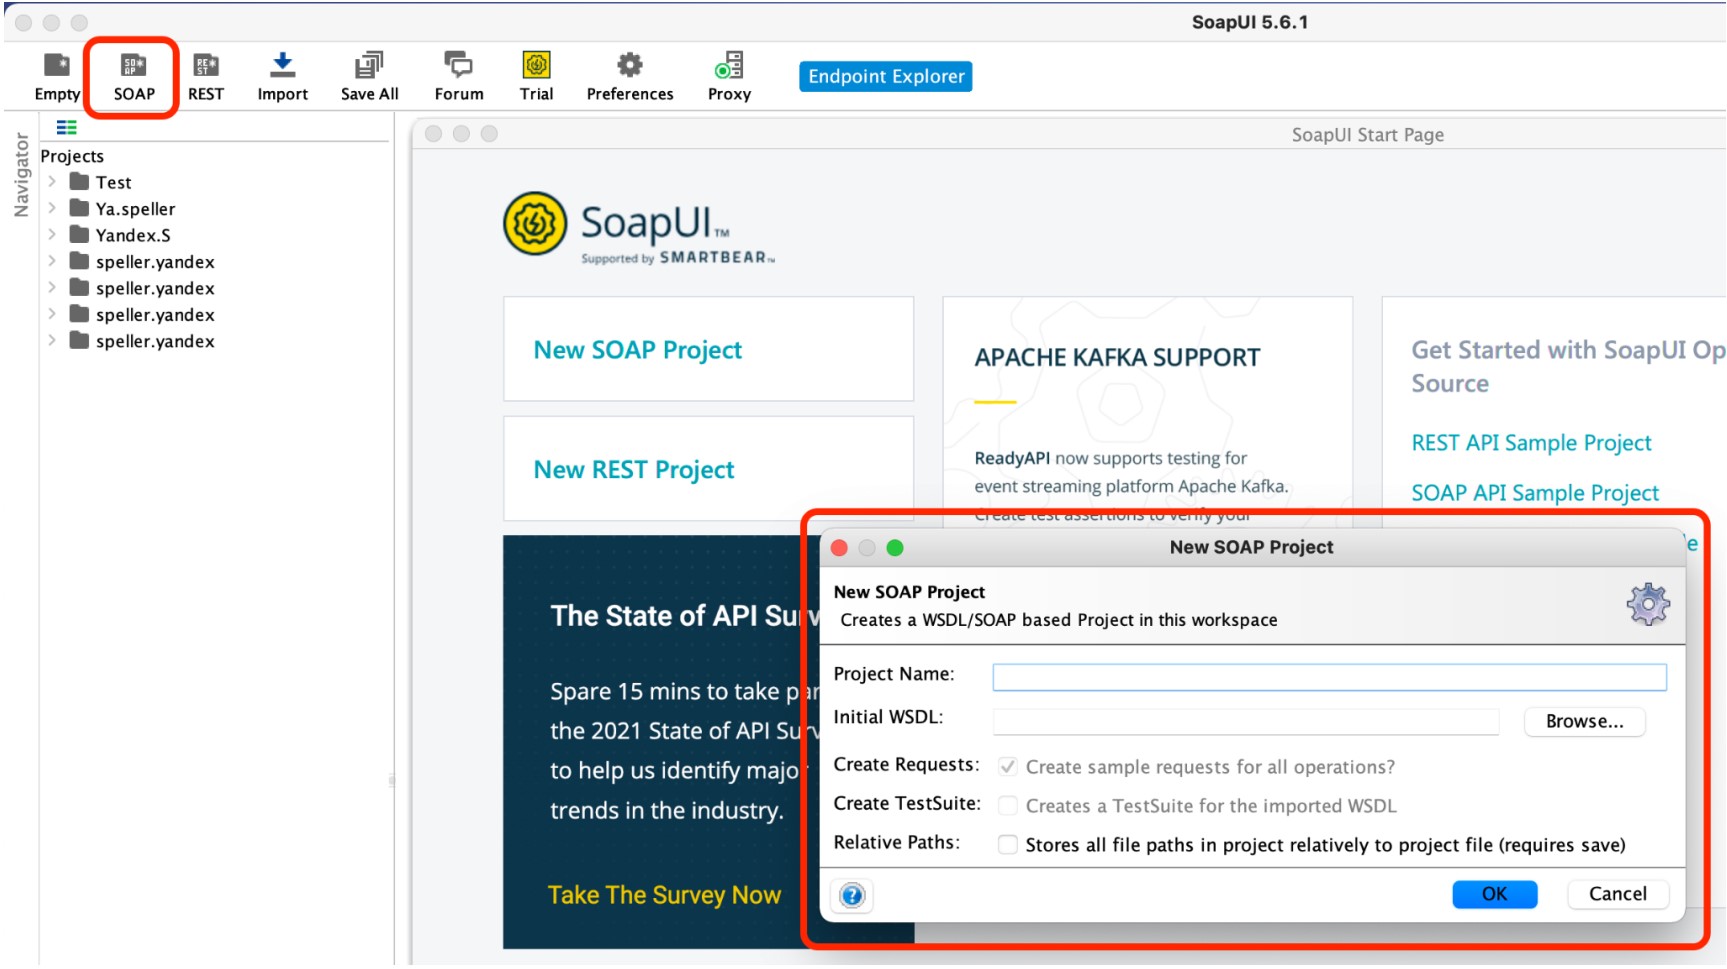 SoapUI 5.6.1
Empty
SOAP
REST
Import
Save All
Forum
Trial
Preferences
Proxy
Endpoint Explorer
Navigator
Projects
Test
Ya.speller
Yandex.S
speller.yandex
speller.yandex
speller.yandex
speller.yandex
SoapUI Start Page
SoapUI™
Supported by SMARTBEAR™
New SOAP Project
New REST Project
APACHE KAFKA SUPPORT
ReadyAPI now supports testing for
event streaming platform Apache Kafka.
Create test assertions to verify your
Get Started with SoapUI Op
Source
REST API Sample Project
SOAP API Sample Project
e
The State of API Surv
Spare 15 mins to take par
the 2021 State of API Surv
to help us identify major
trends in the industry.
Take The Survey Now
New SOAP Project
New SOAP Project
Creates a WSDL/SOAP based Project in this workspace
Project Name:
Initial WSDL:
Browse...
Create Requests:
Create sample requests for all operations?
Create TestSuite:
Creates a TestSuite for the imported WSDL
Relative Paths:
Stores all file paths in project relatively to project file (requires save)
OK
Cancel